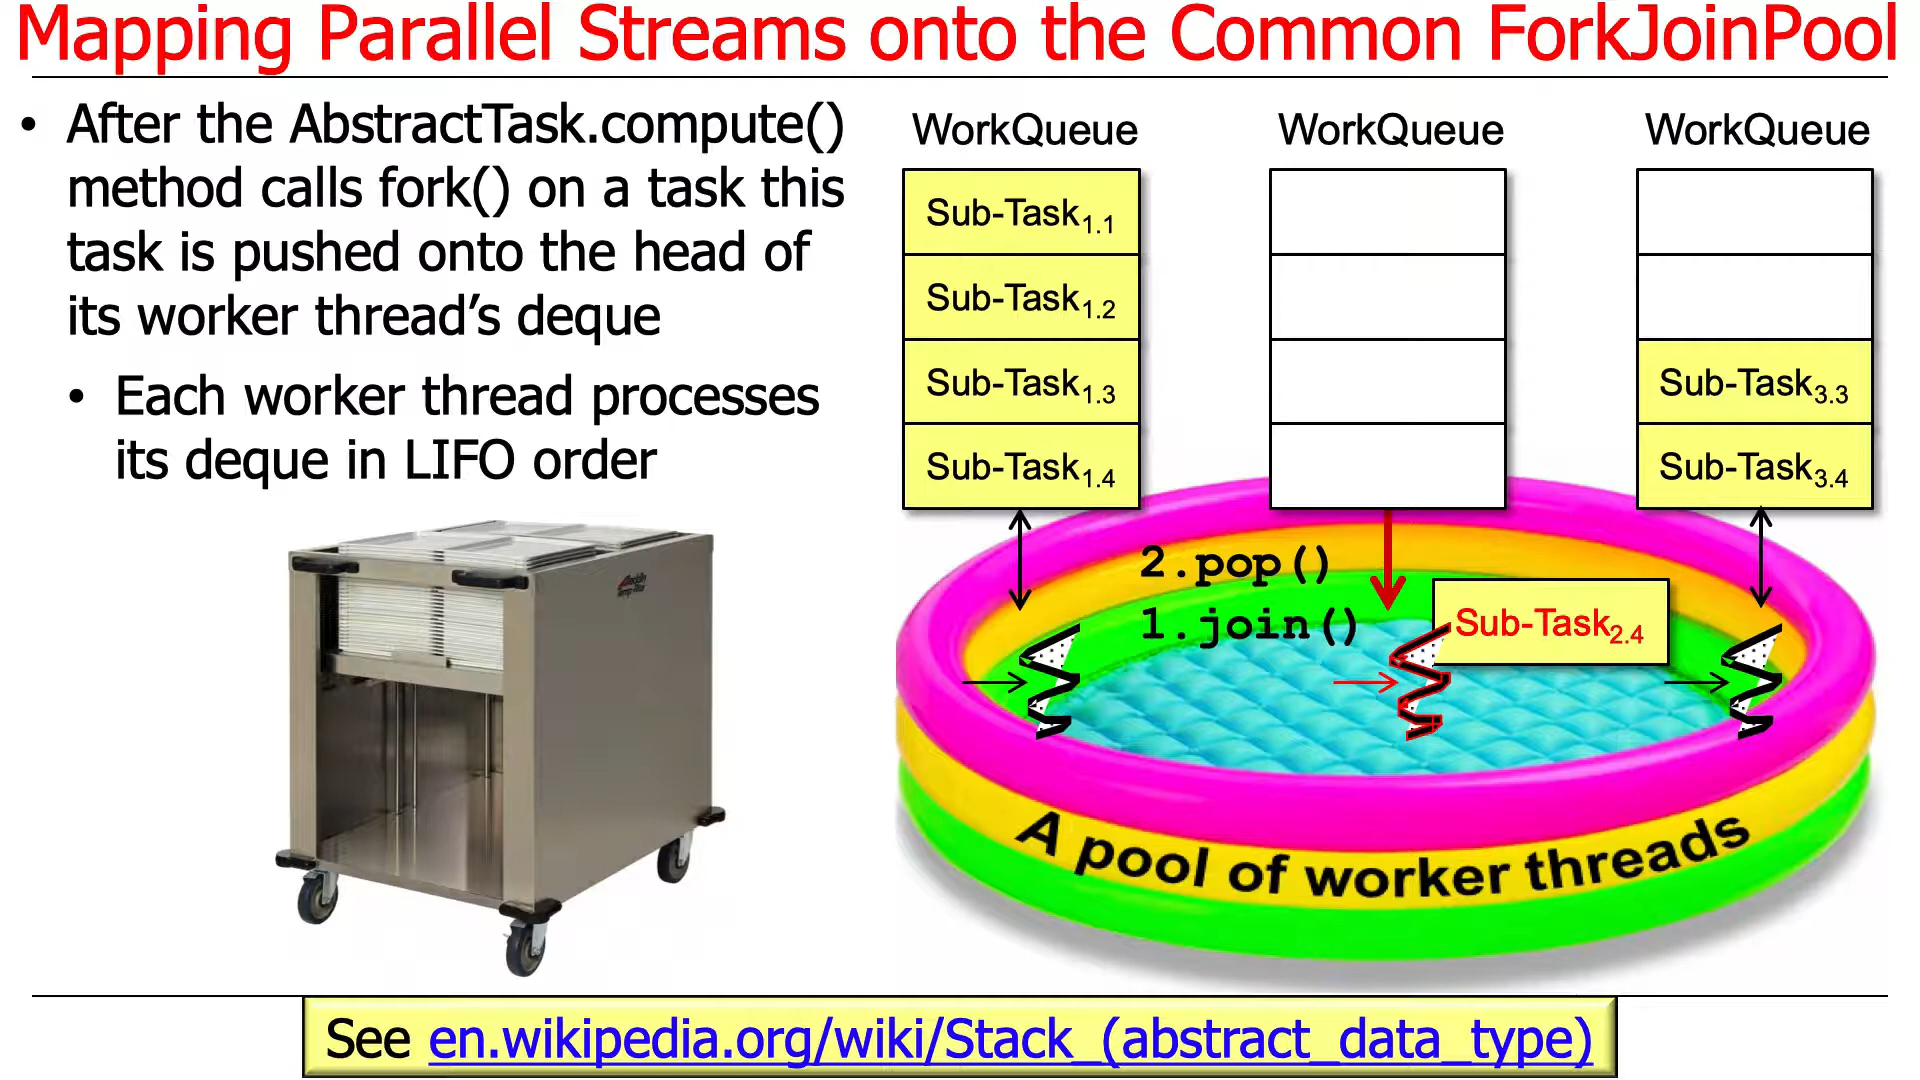 Mapping Parallel Streams onto the Common ForkJoinPool
• After the AbstractTask.compute()
method calls fork() on a task this
task is pushed onto the head of
its worker thread’s deque
• Each worker thread processes
its deque in LIFO order
WorkQueue
Sub-Task1.1
Sub-Task1.2
Sub-Task1.3
Sub-Task1.4
WorkQueue
WorkQueue
Sub-Task3.3
Sub-Task3.4
2.pop()
1.join()
Sub-Task2.4
A pool of worker threads
See en.wikipedia.org/wiki/Stack_(abstract_data_type)